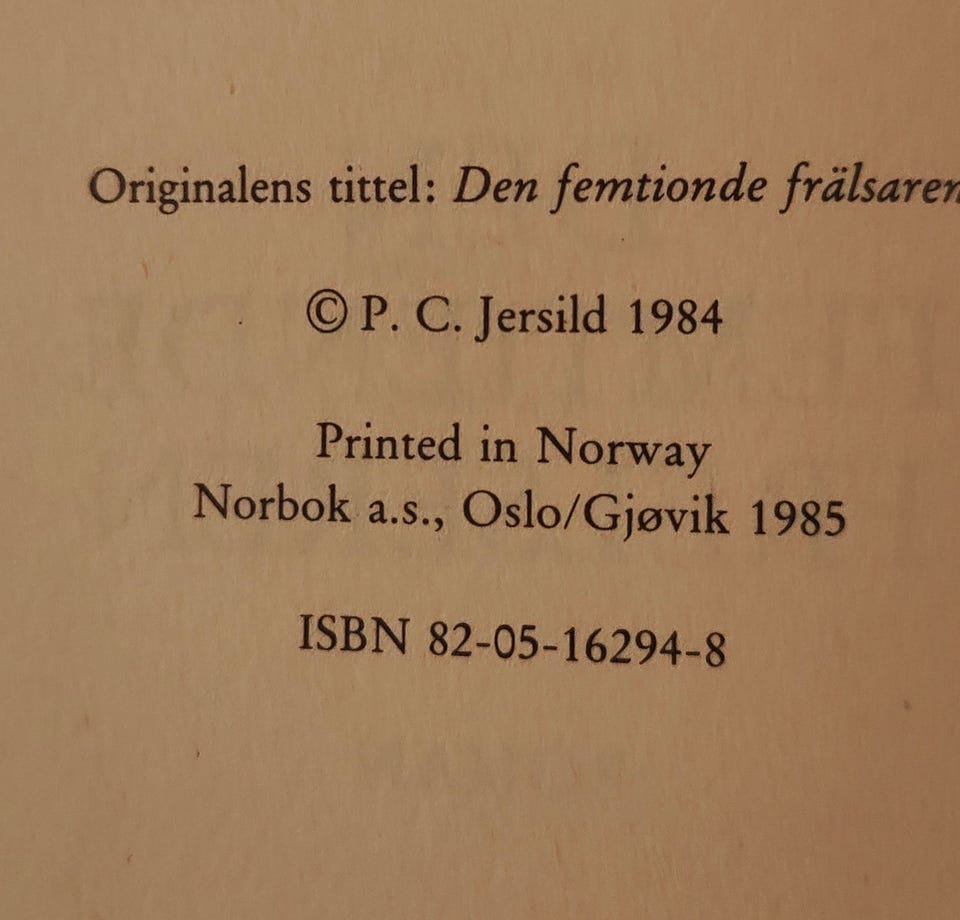 Originalens tittel: Den femtionde frälsaren
© P. C. Jersild 1984
Printed in Norway
Norbok a.s., Oslo/Gjøvik 1985
ISBN 82-05-16294-8